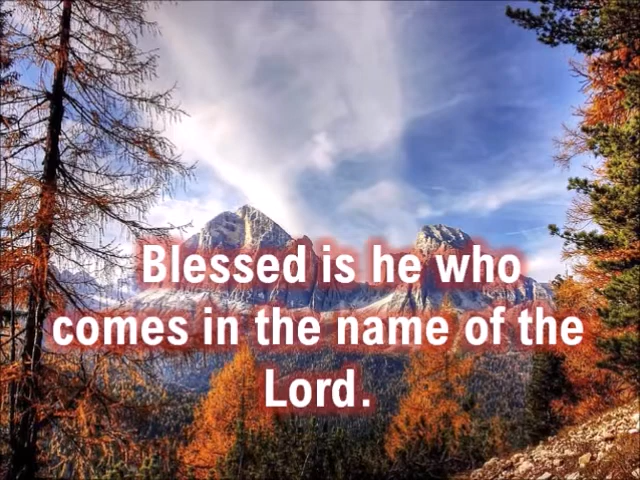 Blessed is he who
comes in the name of the
Lord.